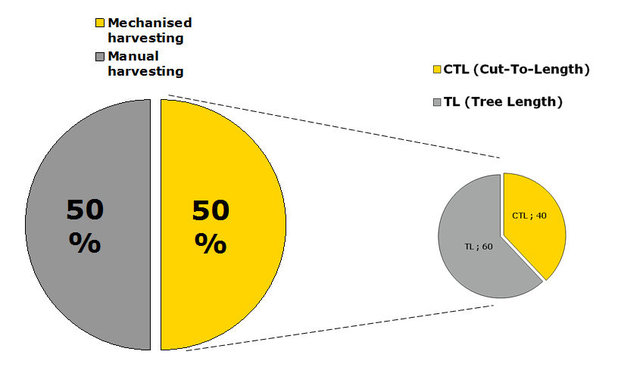 Mechanised
harvesting
Manual
harvesting
CTL (Cut-To-Length)
TL (Tree Length)
50
%
50
%
CTL ; 40
TL ; 60